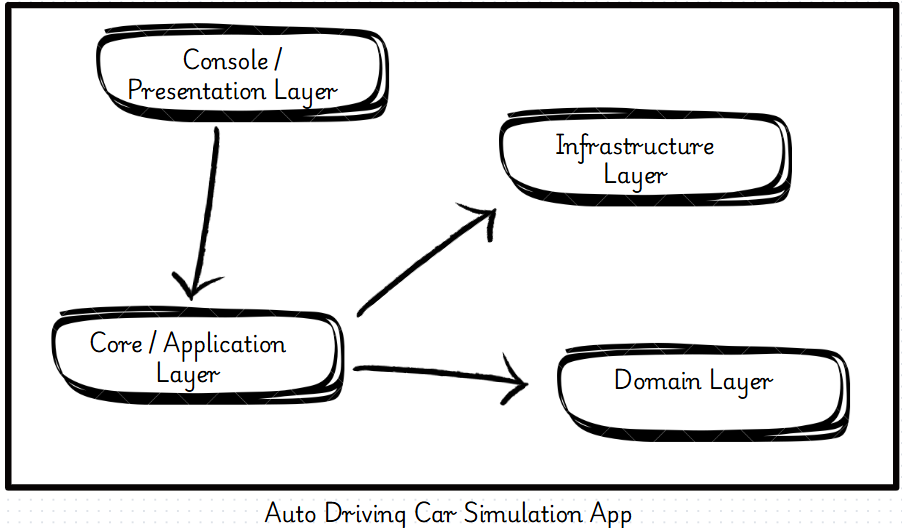 Console /
Presentation Layer
Infrastructure
Layer
Core / Application
Layer
Domain Layer
Auto Driving Car Simulation App